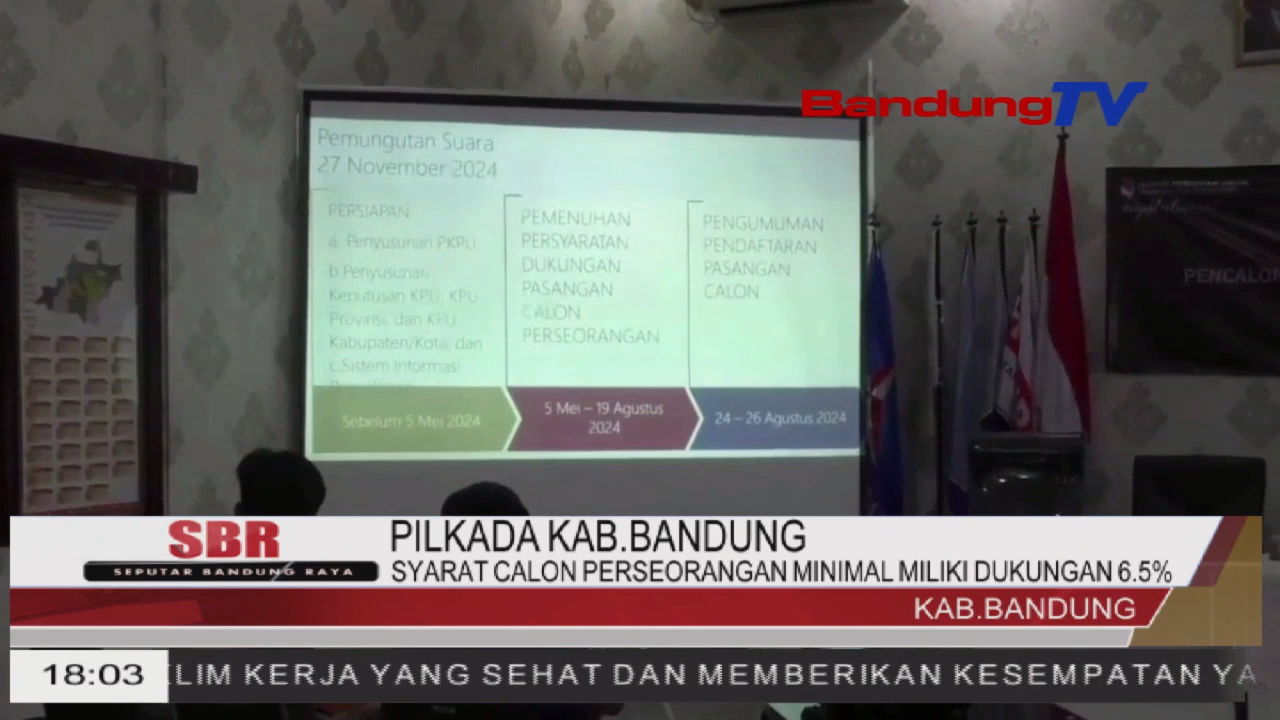 BandungTV
Pemungutan Suara
27 November 2024
PERSIAPAN
a. Penyusunan PKPU
b.Penyusunan
Keputusan KPU, KPU
Provinsi, dan KPU
Kabupaten/Kota; dan
c.Sistem Informasi
PEMENUHAN
PERSYARATAN
DUKUNGAN
PASANGAN
CALON
PERSEORANGAN
PENGUMUMAN
PENDAFTARAN
PASANGAN
CALON
Sebelum 5 Mei 2024
5 Mei – 19 Agustus
2024
24 – 26 Agustus 2024
PENCALON
SBR
SEPUTAR BANDUNG RAYA
PILKADA KAB.BANDUNG
SYARAT CALON PERSEORANGAN MINIMAL MILIKI DUKUNGAN 6.5%
KAB.BANDUNG
18:03
KLIM KERJA YANG SEHAT DAN MEMBERIKAN KESEMPATAN YA